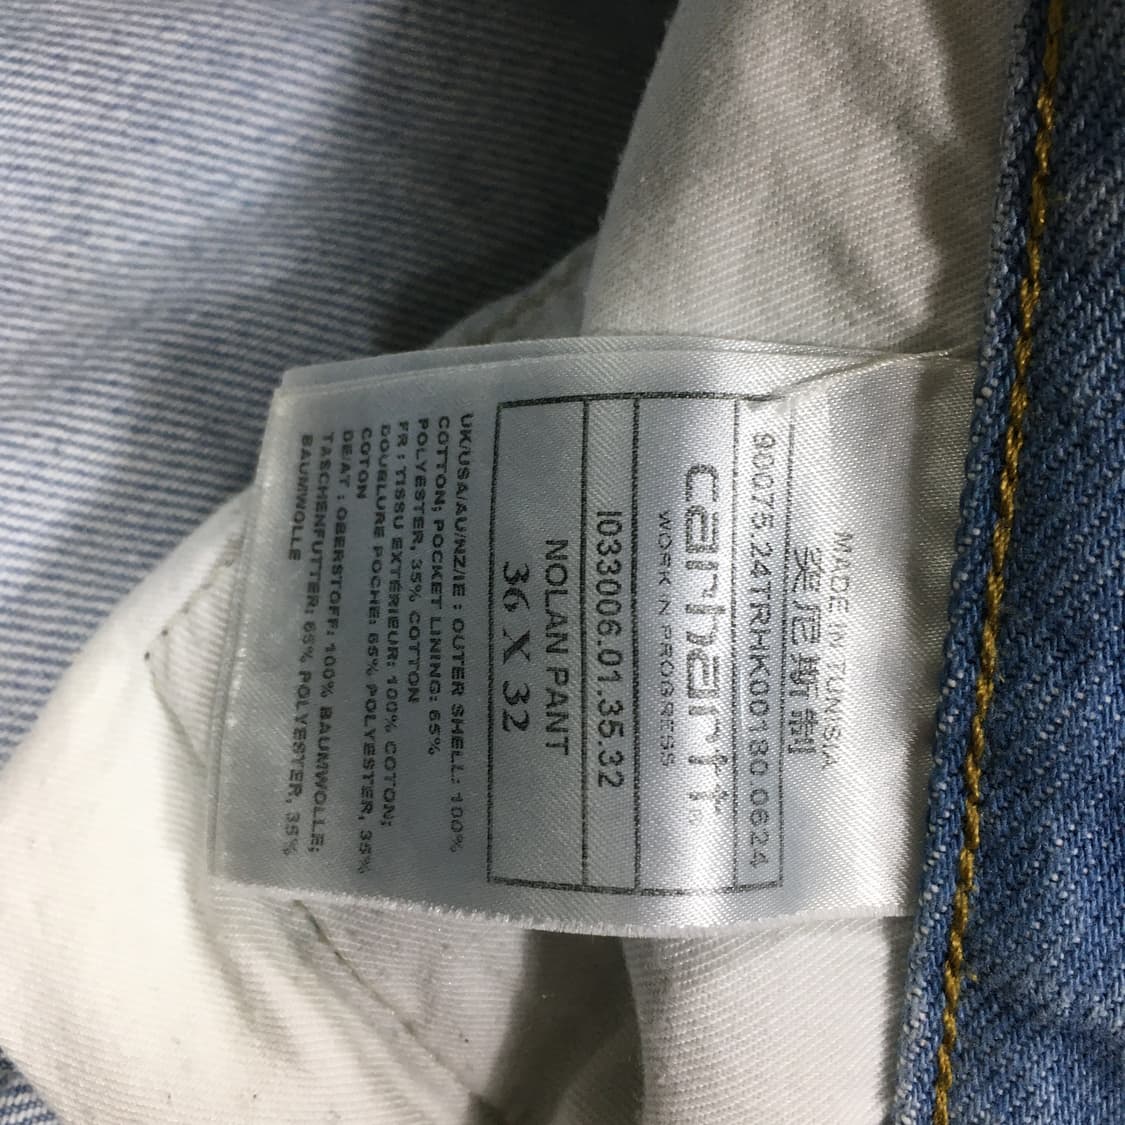 MADE IN TUNISIA
突尼斯制
900075.24TRHK00130.0624
carhartt®
WORK IN PROGRESS
I033006.01.35.32
NOLAN PANT
36 X 32
UK/USA/AU/NZ/IE : OUTER SHELL: 100%
COTTON; POCKET LINING: 65%
POLYESTER, 35% COTTON
FR : TISSU EXTÉRIEUR: 100% COTON;
DOUBLURE POCHE: 65% POLYESTER, 35%
COTON
DE/AT : OBERSTOFF: 100% BAUMWOLLE;
TASCHENFUTTER: 65% POLYESTER, 35%
BAUMWOLLE